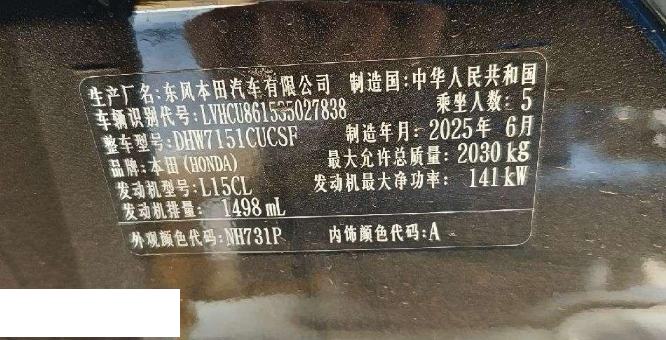 生产厂名:东风本田汽车有限公司 制造国:中华人民共和国
车辆识别代号:LVHCU861535027838 乘坐人数:5
整车型号:DHW7151CUCSF 制造年月:2025年 6月
品牌:本田(HONDA) 最大允许总质量:2030kg
发动机型号:L15CL 发动机最大净功率:141kW
发动机排量:1498mL
外观颜色代码:NH731P 内饰颜色代码:A